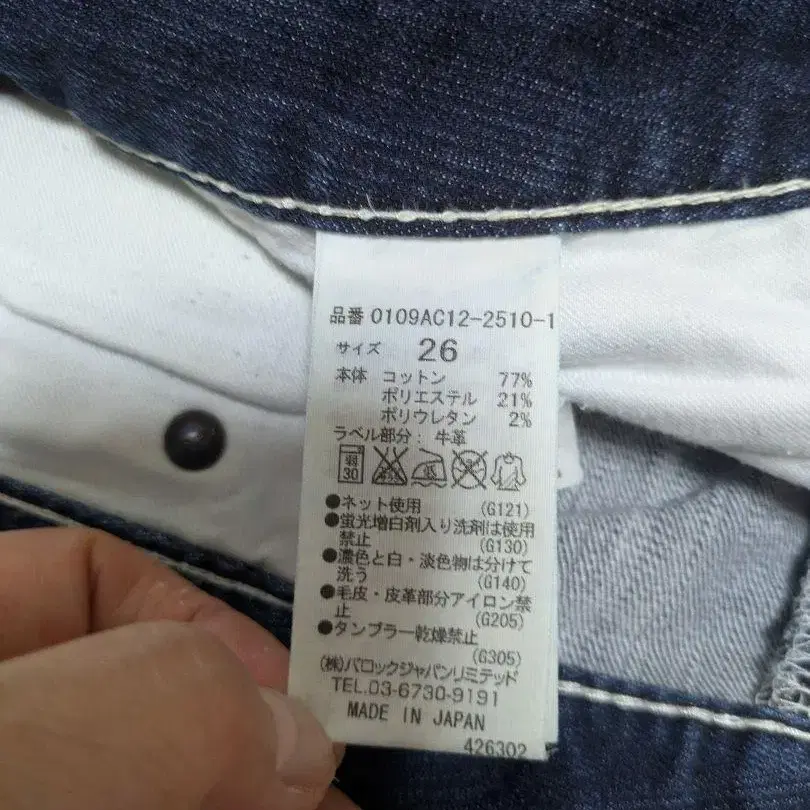 品番 0109AC12-2510-1
サイズ 26
本体 コットン 77%
ポリエステル 21%
ポリウレタン 2%
ラベル部分: 牛革
弱
30
●ネット使用 (G121)
●蛍光増白剤入り洗剤は使用
禁止 (G130)
●濃色と白・淡色物は分けて
洗う (G140)
●毛皮・皮革部分アイロン禁
止 (G205)
●タンブラー乾燥禁止
(G305)
(株)バロックジャパンリミテッド
TEL.03-6730-9191
MADE IN JAPAN
426302